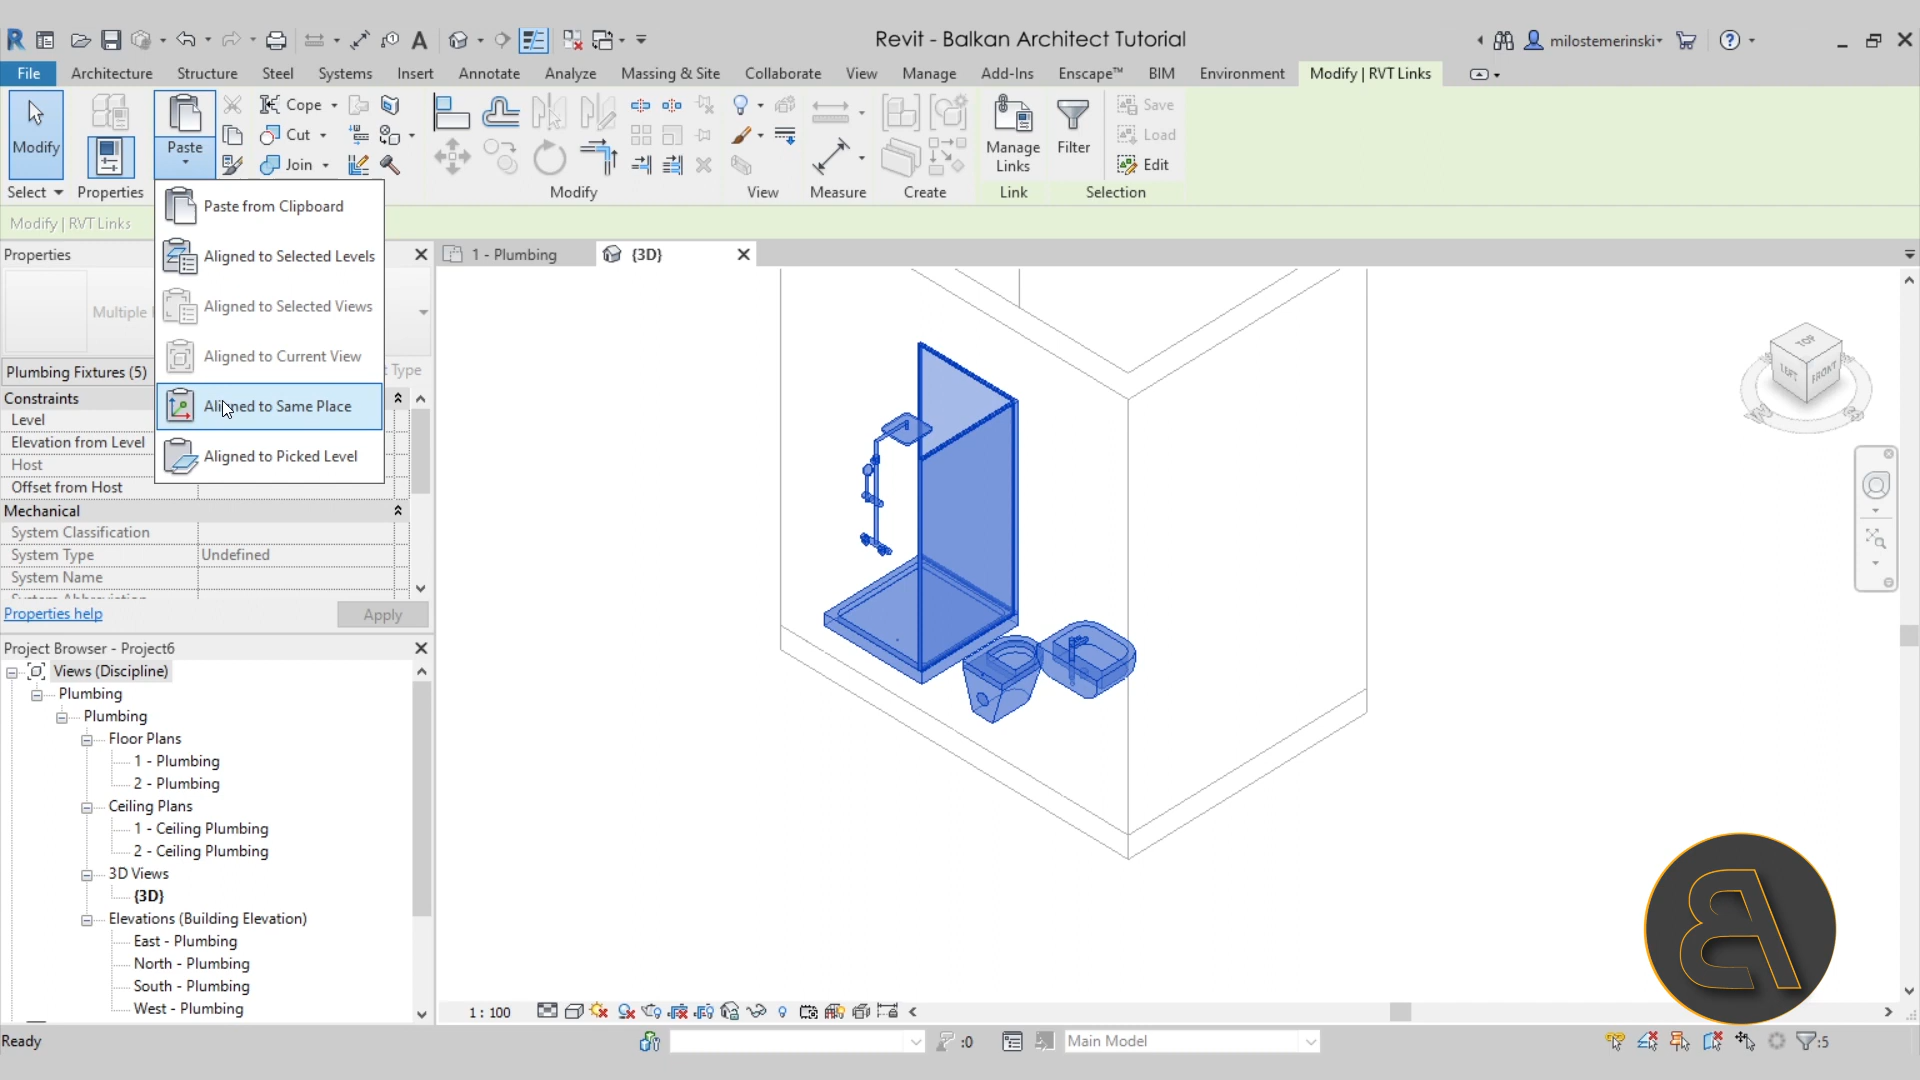 Revit - Balkan Architect Tutorial
milostemerinski
File
Architecture
Structure
Steel
Systems
Insert
Annotate
Analyze
Massing & Site
Collaborate
View
Manage
Add-Ins
Enscape™
BIM
Environment
Modify | RVT Links
Cope
Save
Cut
Load
Modify
Paste
Manage
Links
Filter
Join
Edit
Select
Properties
Modify
View
Measure
Create
Link
Selection
Modify | RVT Links
Paste from Clipboard
Aligned to Selected Levels
Aligned to Selected Views
Aligned to Current View
Aligned to Same Place
Aligned to Picked Level
Properties
1 - Plumbing
{3D}
Multiple
Plumbing Fixtures (5)
Type
Constraints
Level
Elevation from Level
Host
Offset from Host
Mechanical
System Classification
System Type
Undefined
System Name
Properties help
Apply
Project Browser - Project6
Views (Discipline)
Plumbing
Plumbing
Floor Plans
1 - Plumbing
2 - Plumbing
Ceiling Plans
1 - Ceiling Plumbing
2 - Ceiling Plumbing
3D Views
{3D}
Elevations (Building Elevation)
East - Plumbing
North - Plumbing
South - Plumbing
West - Plumbing
TOP
LEFT
FRONT
1 : 100
Ready
:0
Main Model
:5